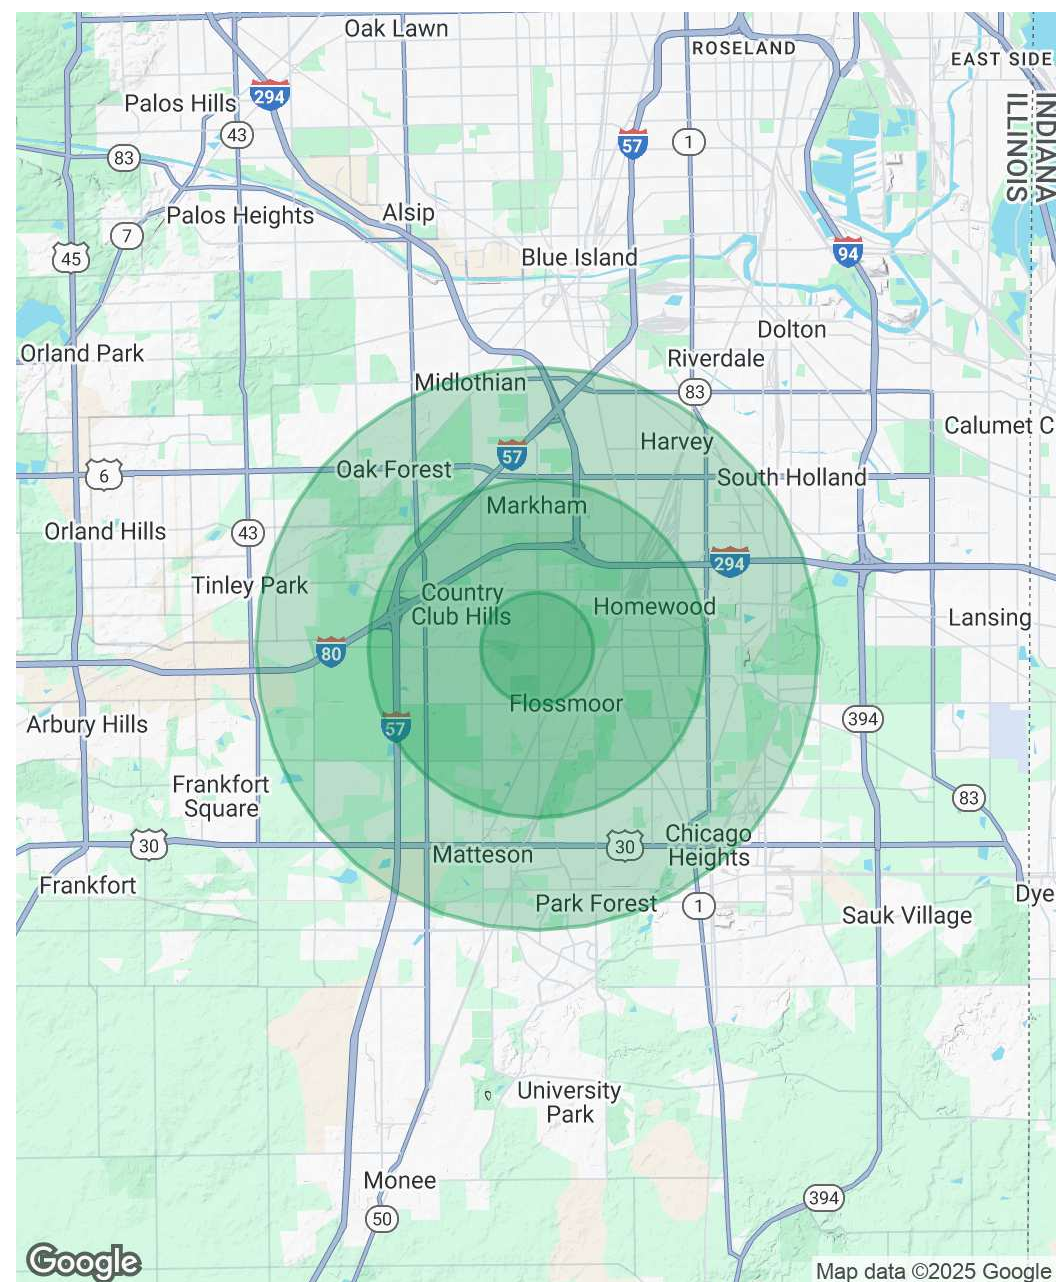 Oak Lawn
ROSELAND
EAST SIDE
Palos Hills
294
INDIANA
ILLINOIS
43
57
1
83
Palos Heights
Alsip
7
45
Blue Island
94
Dolton
Orland Park
Riverdale
Midlothian
83
Calumet C
Harvey
57
Oak Forest
6
South Holland
Markham
Orland Hills
43
294
Tinley Park
Country
Club Hills
Homewood
Lansing
80
Flossmoor
Arbury Hills
57
394
Frankfort
Square
83
30
Matteson
30
Chicago
Heights
Frankfort
Park Forest
1
Sauk Village
Dye
University
Park
Monee
50
394
Google
Map data ©2025 Google